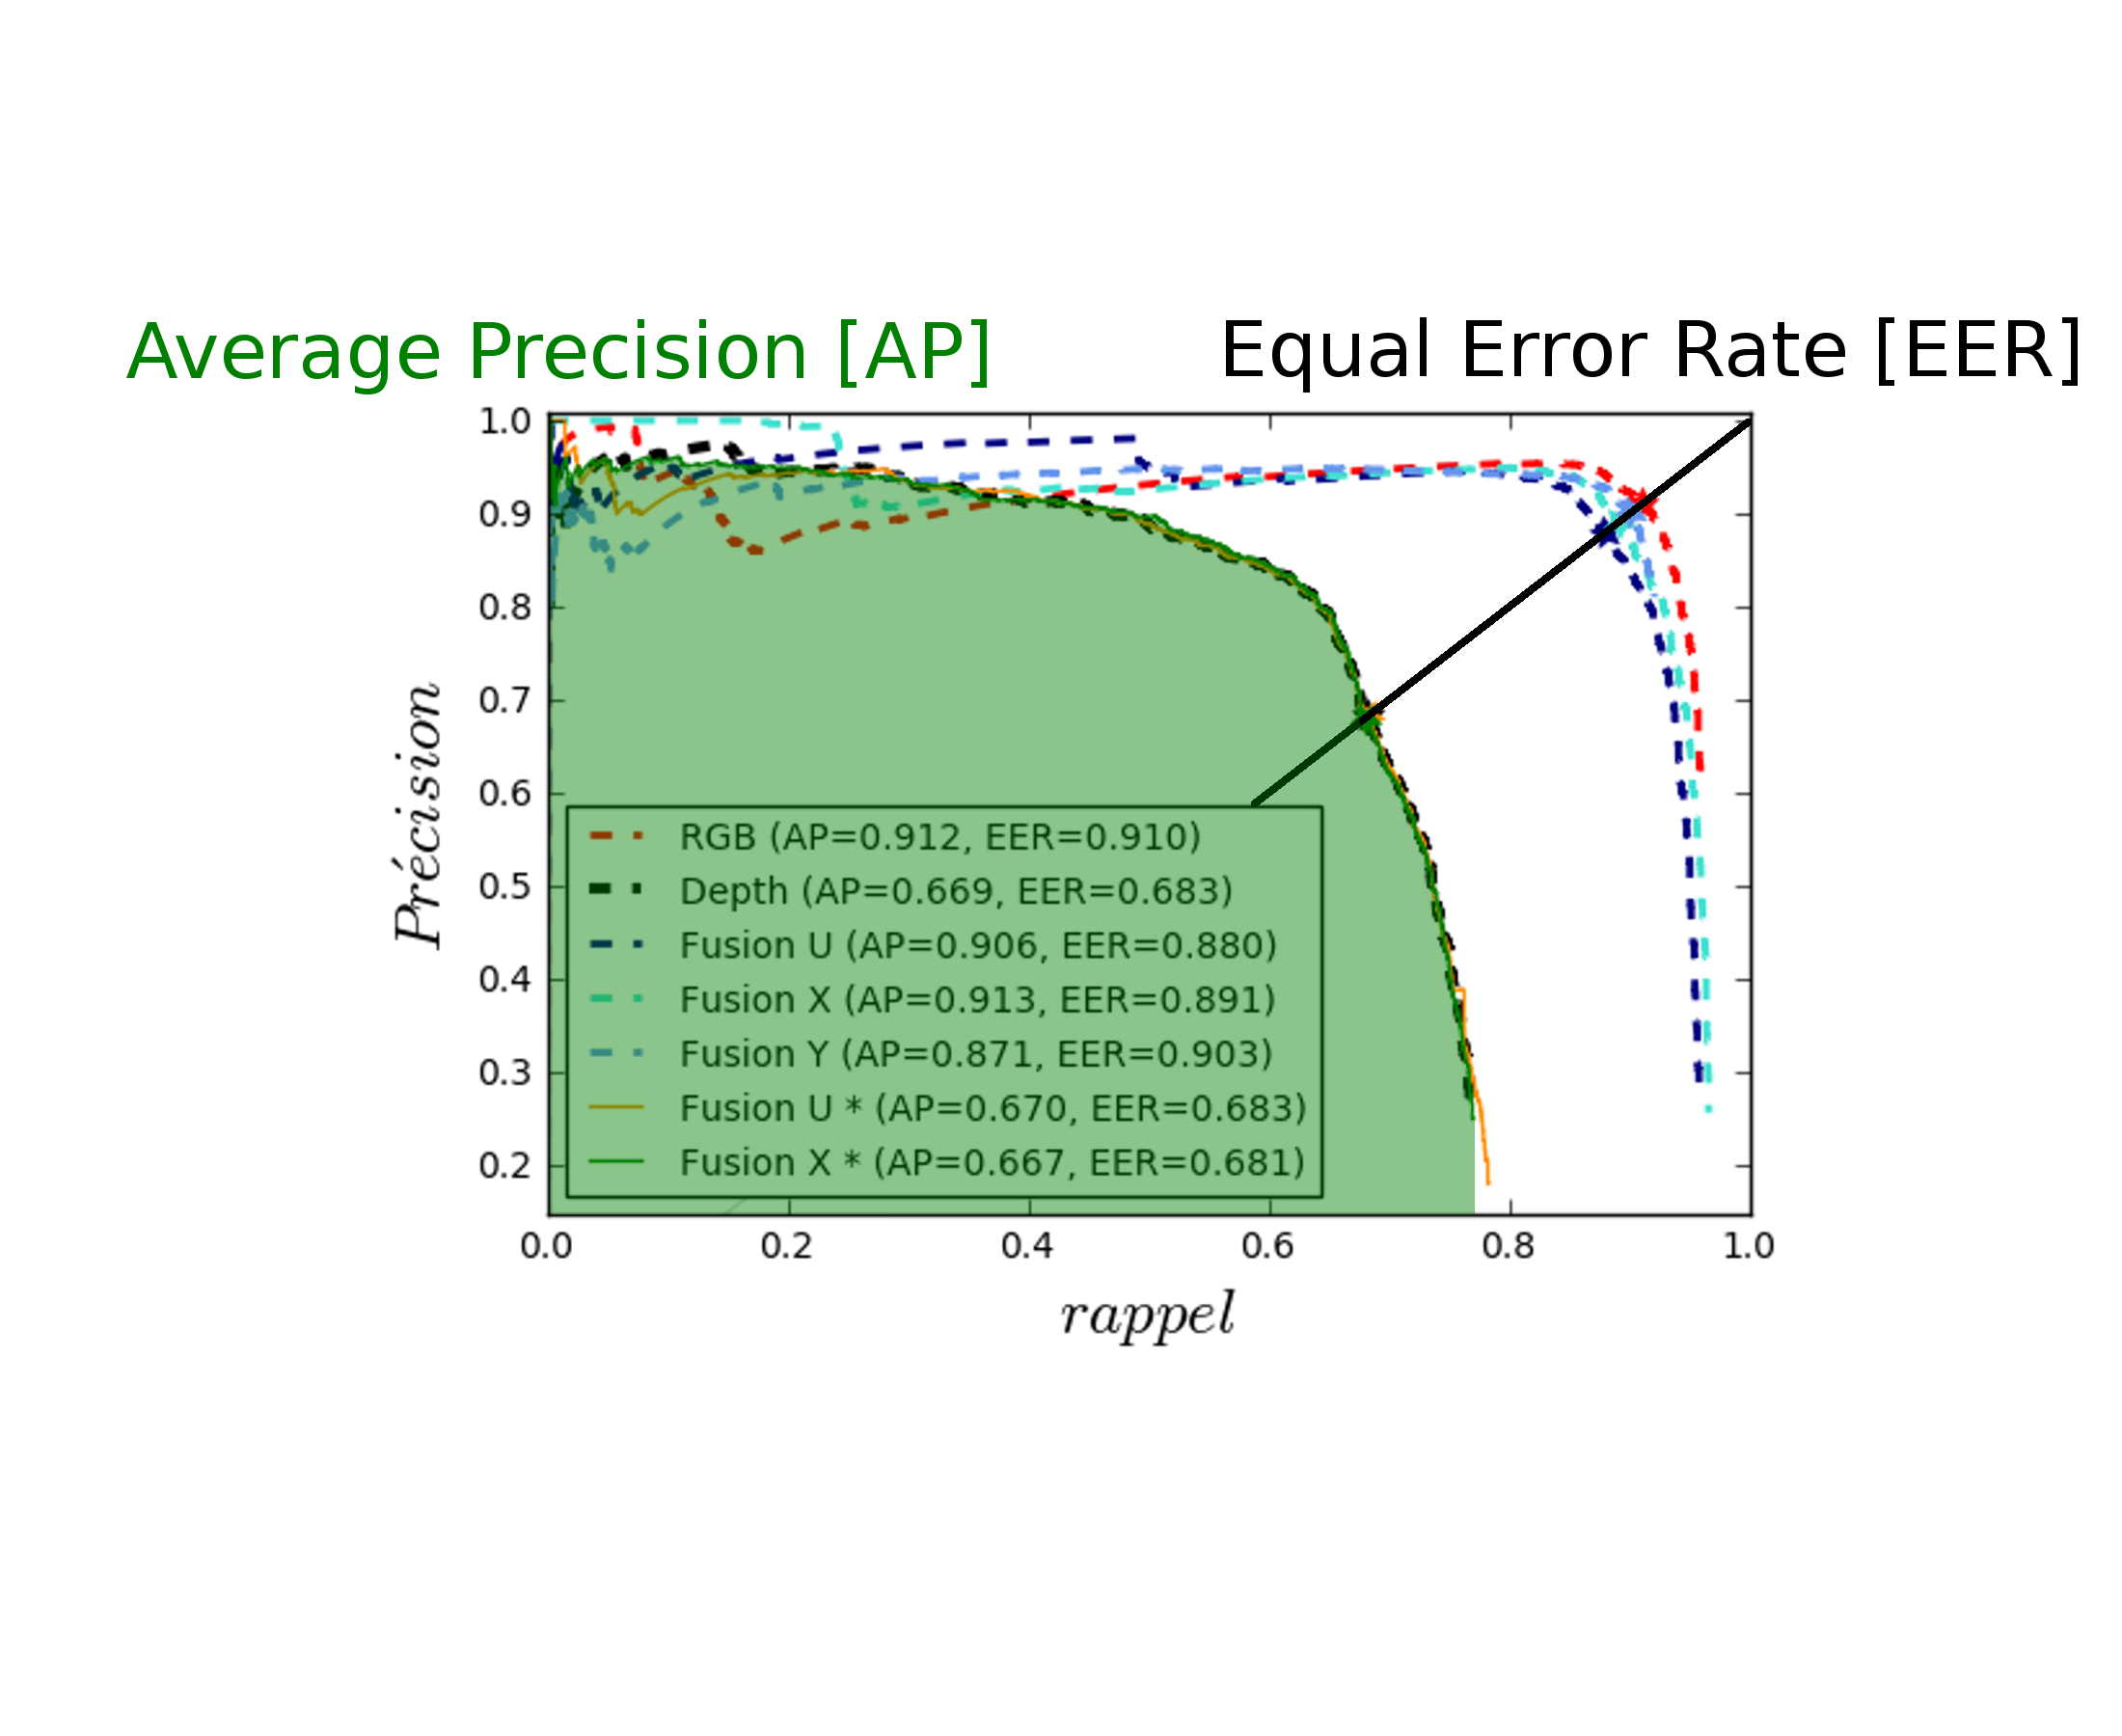 Average Precision [AP]
Equal Error Rate [EER]
1.0
0.9
0.8
0.7
0.6
0.5
0.4
0.3
0.2
Précision
RGB (AP=0.912, EER=0.910)
Depth (AP=0.669, EER=0.683)
Fusion U (AP=0.906, EER=0.880)
Fusion X (AP=0.913, EER=0.891)
Fusion Y (AP=0.871, EER=0.903)
Fusion U * (AP=0.670, EER=0.683)
Fusion X * (AP=0.667, EER=0.681)
0.0 0.2 0.4 0.6 0.8 1.0
rappel